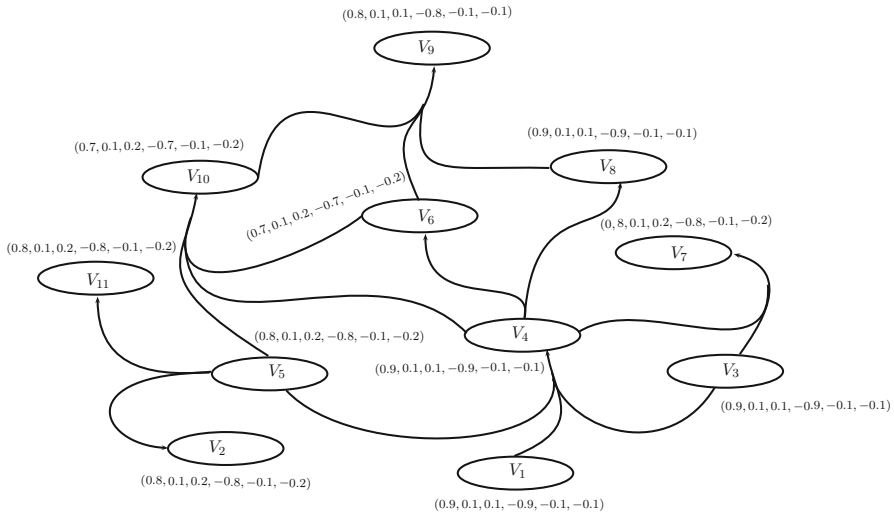 (0.8, 0.1, 0.1, −0.8, −0.1, −0.1)
V9
(0.7, 0.1, 0.2, −0.7, −0.1, −0.2)
V10
(0.9, 0.1, 0.1, −0.9, −0.1, −0.1)
V8
(0.7, 0.1, 0.2, −0.7, −0.1, −0.2)
V6
(0, 8, 0.1, 0.2, −0.8, −0.1, −0.2)
V7
(0.8, 0.1, 0.2, −0.8, −0.1, −0.2)
V11
(0.8, 0.1, 0.2, −0.8, −0.1, −0.2)
V4
V5
(0.9, 0.1, 0.1, −0.9, −0.1, −0.1)
V3
(0.9, 0.1, 0.1, −0.9, −0.1, −0.1)
V2
(0.8, 0.1, 0.2, −0.8, −0.1, −0.2)
V1
(0.9, 0.1, 0.1, −0.9, −0.1, −0.1)